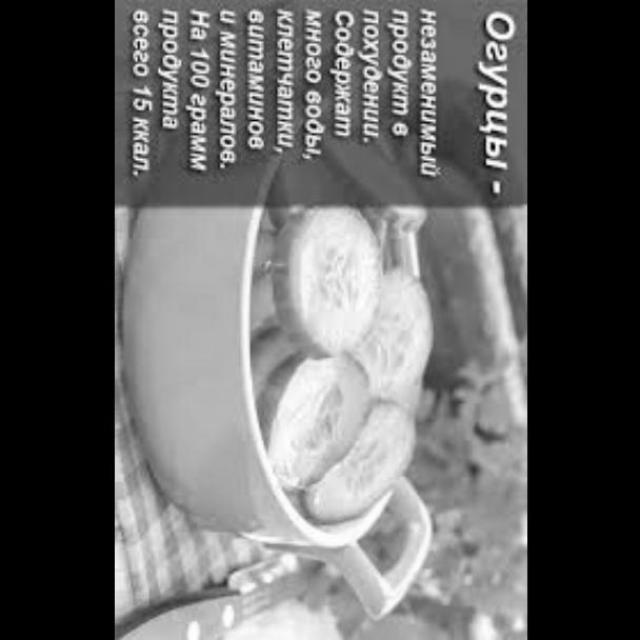 Огурцы -
незаменимый
продукт в
похудении.
Содержат
много воды,
клетчатки,
витаминов
и минералов.
На 100 грамм
продукта
всего 15 ккал.